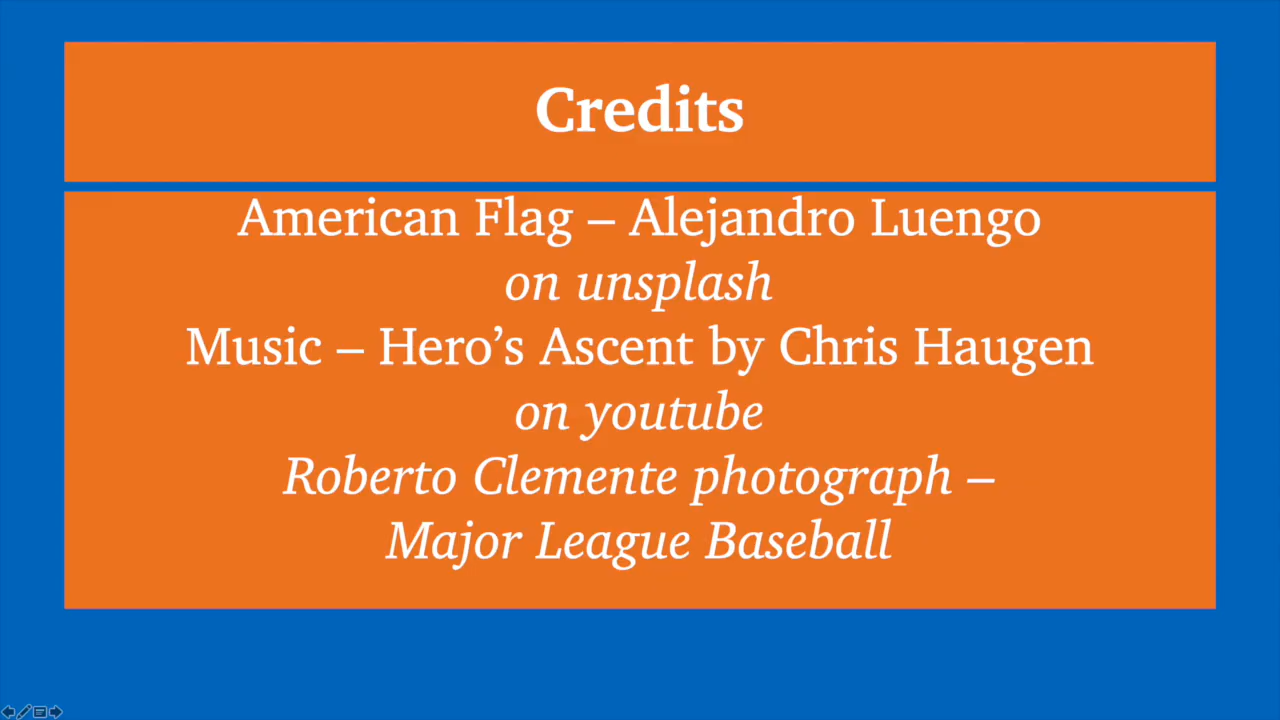 Credits
American Flag – Alejandro Luengo
on unsplash
Music – Hero’s Ascent by Chris Haugen
on youtube
Roberto Clemente photograph –
Major League Baseball